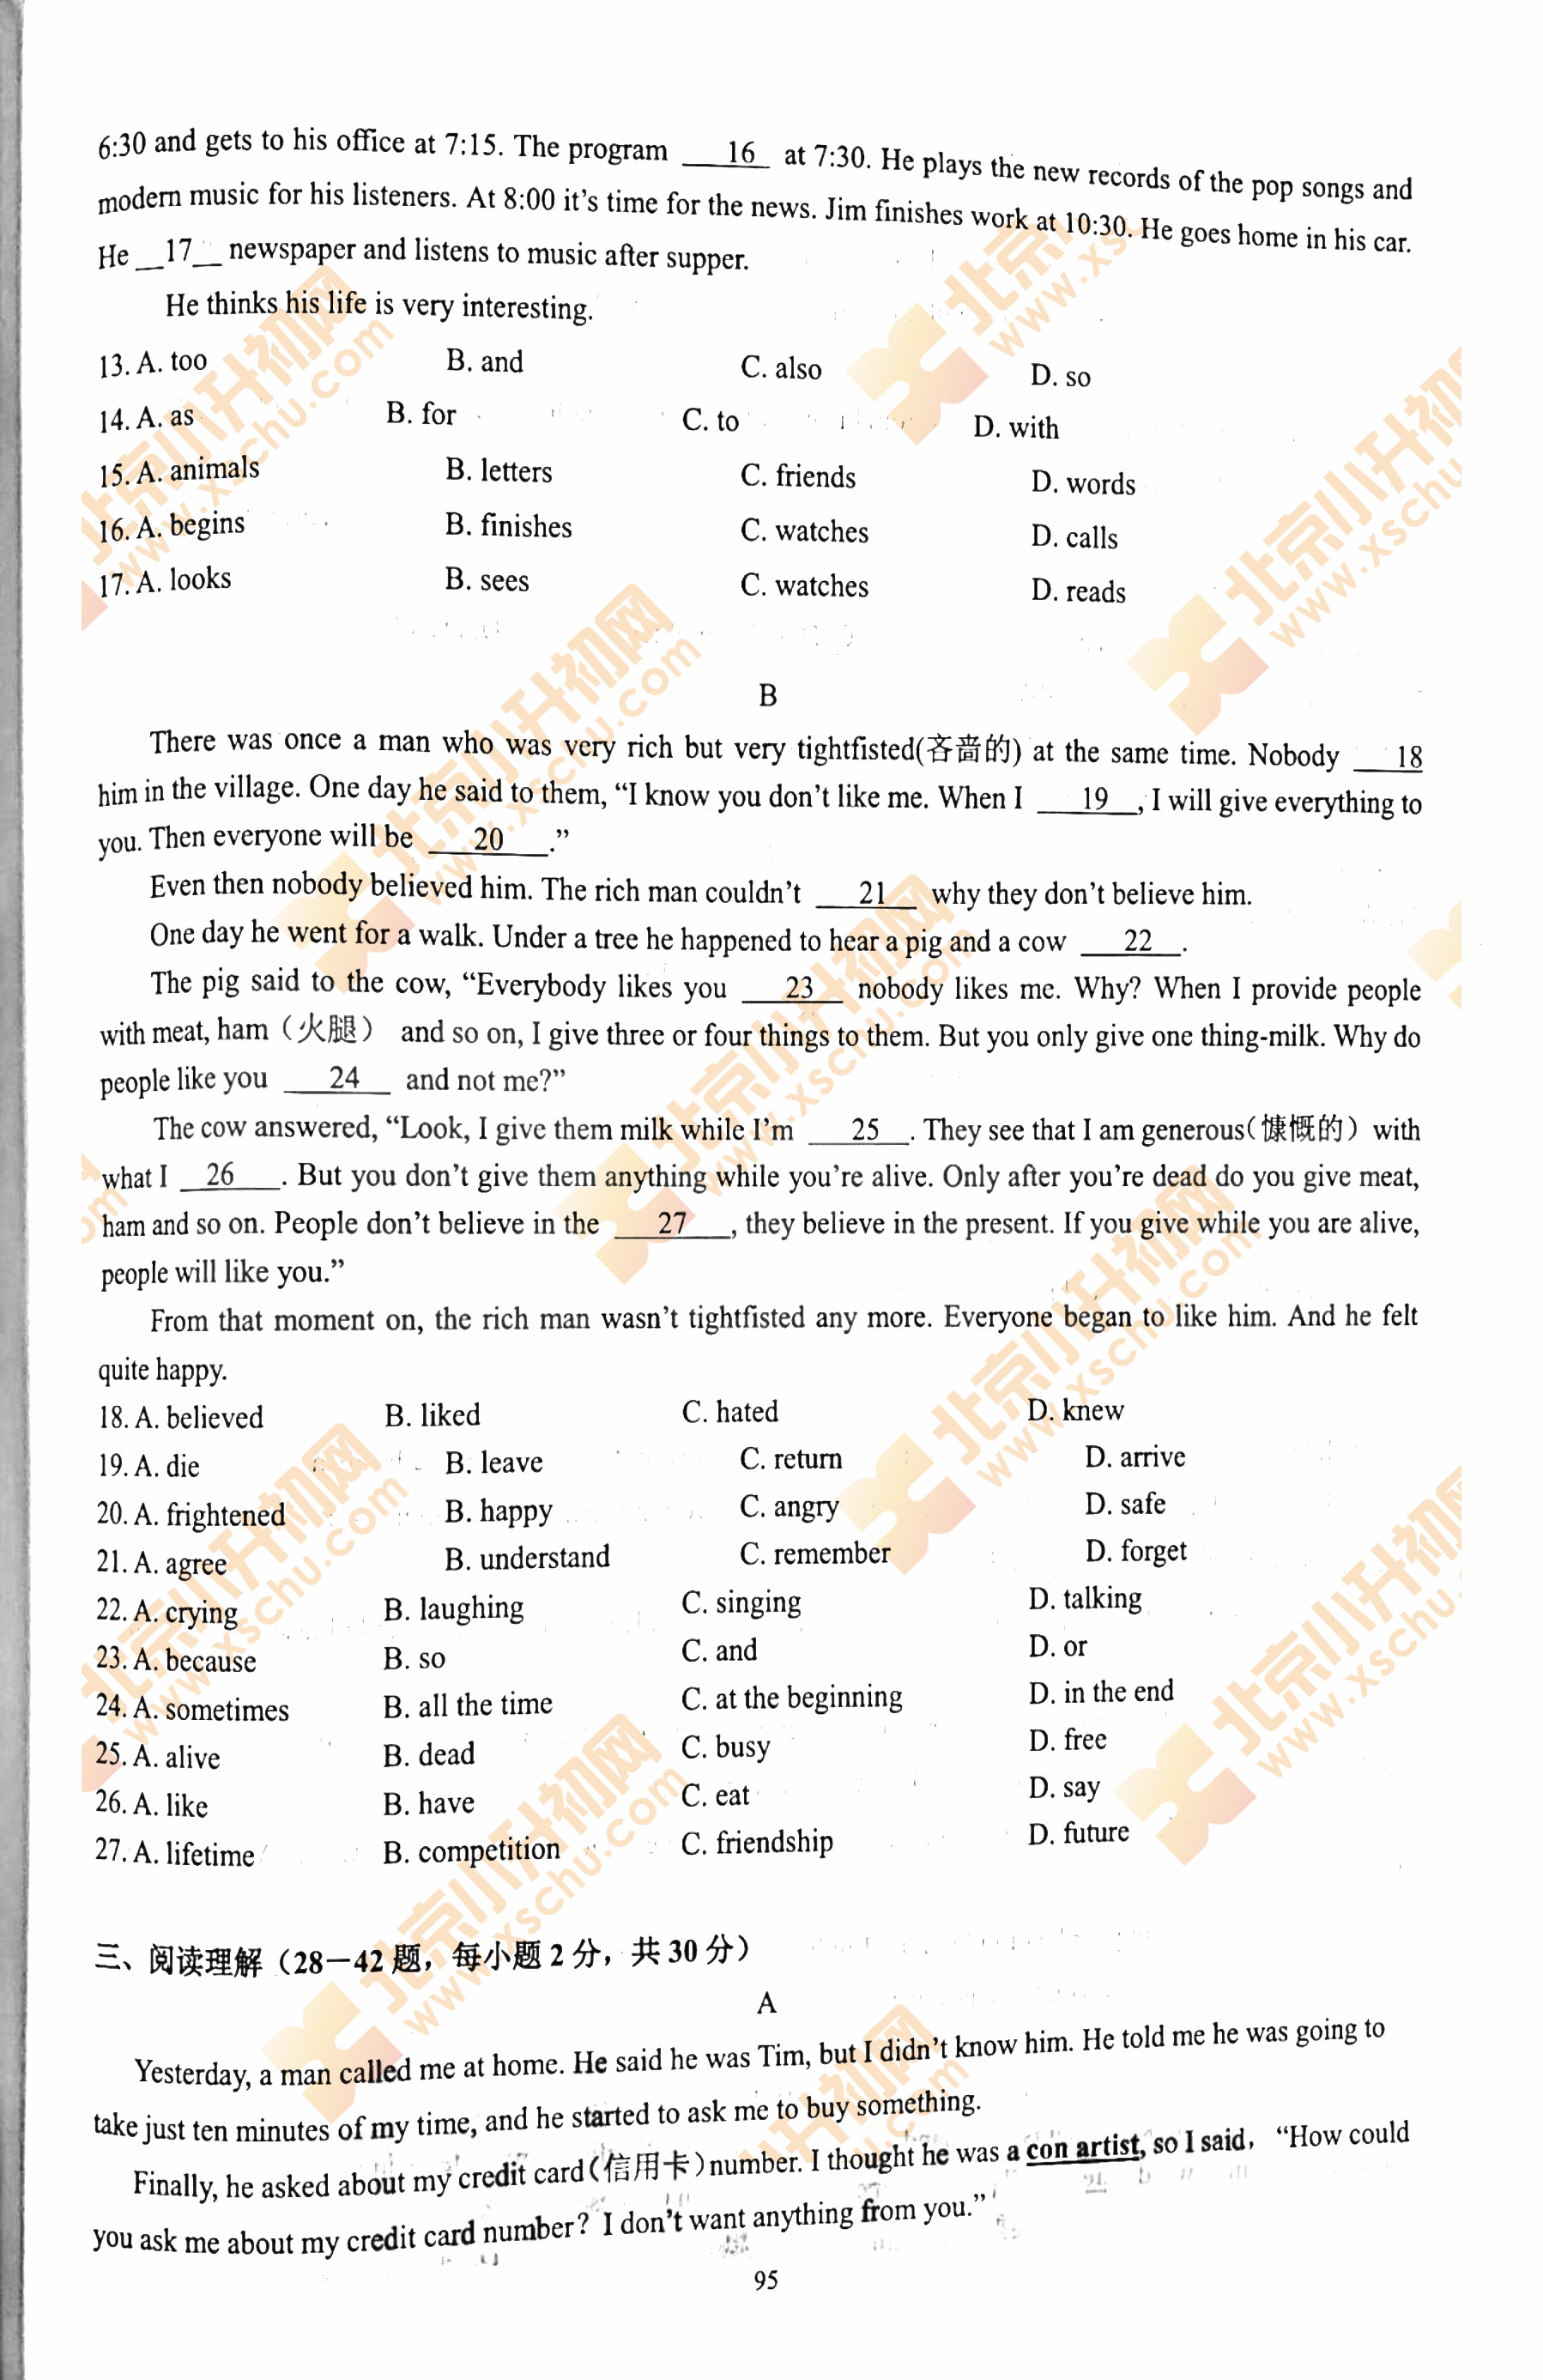 6:30 and gets to his office at 7:15. The program 16 at 7:30. He plays the new records of the pop songs and
modern music for his listeners. At 8:00 it's time for the news. Jim finishes work at 10:30. He goes home in his car.
He 17 newspaper and listens to music after supper.
He thinks his life is very interesting.
13. A. too B. and C. also D. so
14. A. as B. for C. to D. with
15. A. animals B. letters C. friends D. words
16. A. begins B. finishes C. watches D. calls
17. A. looks B. sees C. watches D. reads
B
There was once a man who was very rich but very tightfisted(吝啬的) at the same time. Nobody 18
him in the village. One day he said to them, “I know you don't like me. When I 19 , I will give everything to
you. Then everyone will be 20 .”
Even then nobody believed him. The rich man couldn't 21 why they don't believe him.
One day he went for a walk. Under a tree he happened to hear a pig and a cow 22 .
The pig said to the cow, “Everybody likes you 23 nobody likes me. Why? When I provide people
with meat, ham（火腿） and so on, I give three or four things to them. But you only give one thing-milk. Why do
people like you 24 and not me?”
The cow answered, “Look, I give them milk while I'm 25 . They see that I am generous(慷慨的) with
what I 26 . But you don't give them anything while you're alive. Only after you're dead do you give meat,
ham and so on. People don't believe in the 27 , they believe in the present. If you give while you are alive,
people will like you.”
From that moment on, the rich man wasn't tightfisted any more. Everyone began to like him. And he felt
quite happy.
18. A. believed B. liked C. hated D. knew
19. A. die B. leave C. return D. arrive
20. A. frightened B. happy C. angry D. safe
21. A. agree B. understand C. remember D. forget
22. A. crying B. laughing C. singing D. talking
23. A. because B. so C. and D. or
24. A. sometimes B. all the time C. at the beginning D. in the end
25. A. alive B. dead C. busy D. free
26. A. like B. have C. eat D. say
27. A. lifetime B. competition C. friendship D. future
三、阅读理解（28—42 题，每小题 2 分，共 30 分）
A
Yesterday, a man called me at home. He said he was Tim, but I didn't know him. He told me he was going to
take just ten minutes of my time, and he started to ask me to buy something.
Finally, he asked about my credit card(信用卡)number. I thought he was a con artist, so I said, “How could
you ask me about my credit card number? I don't want anything from you.”
95
北京小升初网
www.xschu.com